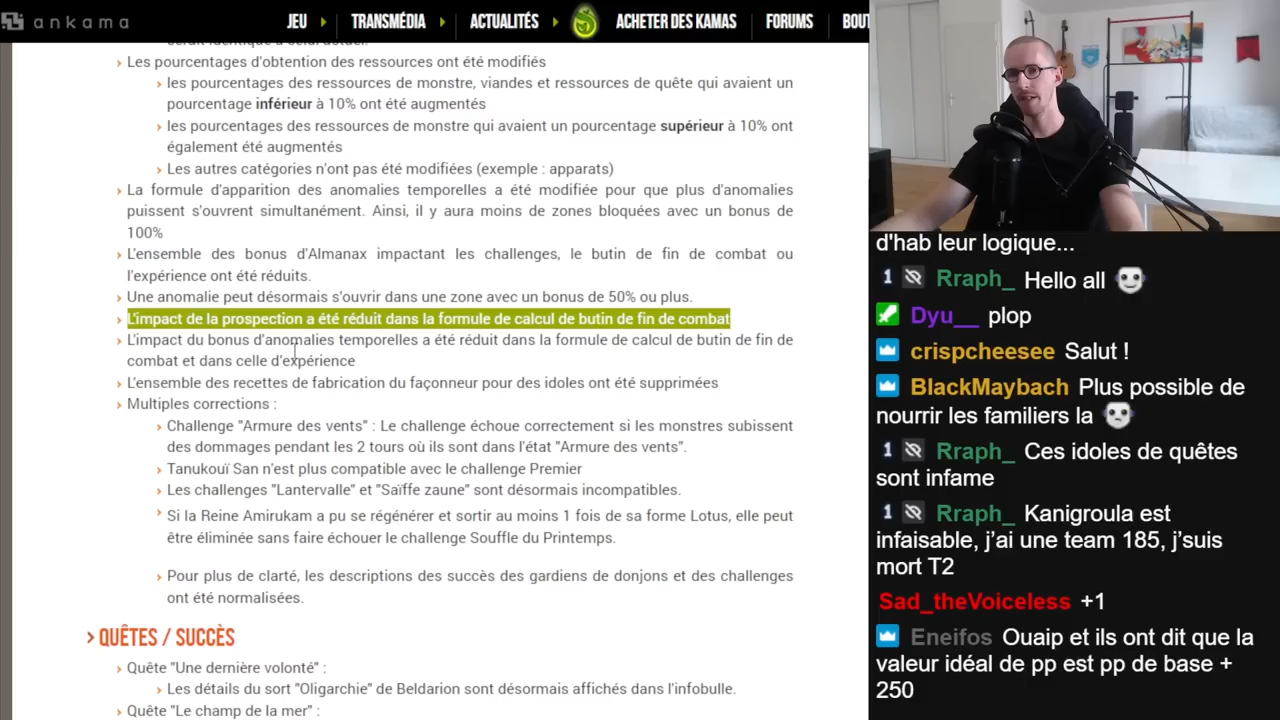 ankama
JEU
TRANSMÉDIA
ACTUALITÉS
ACHETER DES KAMAS
FORUMS
BOUT
Les pourcentages d'obtention des ressources ont été modifiés
les pourcentages des ressources de monstre, viandes et ressources de quête qui avaient un
pourcentage inférieur à 10% ont été augmentés
les pourcentages des ressources de monstre qui avaient un pourcentage supérieur à 10% ont
également été augmentés
Les autres catégories n'ont pas été modifiées (exemple : apparats)
La formule d'apparition des anomalies temporelles a été modifiée pour que plus d'anomalies
puissent s'ouvrent simultanément. Ainsi, il y aura moins de zones bloquées avec un bonus de
100%
L'ensemble des bonus d'Almanax impactant les challenges, le butin de fin de combat ou
l'expérience ont été réduits.
Une anomalie peut désormais s'ouvrir dans une zone avec un bonus de 50% ou plus.
L'impact de la prospection a été réduit dans la formule de calcul de butin de fin de combat
L'impact du bonus d'anomalies temporelles a été réduit dans la formule de calcul de butin de fin de
combat et dans celle d'expérience
L'ensemble des recettes de fabrication du façonneur pour des idoles ont été supprimées
Multiples corrections :
Challenge "Armure des vents" : Le challenge échoue correctement si les monstres subissent
des dommages pendant les 2 tours où ils sont dans l'état "Armure des vents".
Tanukouï San n'est plus compatible avec le challenge Premier
Les challenges "Lantervalle" et "Saïffe zaune" sont désormais incompatibles.
Si la Reine Amirukam a pu se régénérer et sortir au moins 1 fois de sa forme Lotus, elle peut
être éliminée sans faire échouer le challenge Souffle du Printemps.
Pour plus de clarté, les descriptions des succès des gardiens de donjons et des challenges
ont été normalisées.
QUÊTES / SUCCÈS
Quête "Une dernière volonté" :
Les détails du sort "Oligarchie" de Beldarion sont désormais affichés dans l'infobulle.
Quête "Le champ de la mer" :
d'hab leur logique...
1 Rraph_ Hello all
Dyu__ plop
crispcheesee Salut !
BlackMaybach Plus possible de
nourrir les familiers la
1 Rraph_ Ces idoles de quêtes
sont infame
1 Rraph_ Kanigroula est
infaisable, j'ai une team 185, j'suis
mort T2
Sad_theVoiceless +1
Eneifos Ouaip et ils ont dit que la
valeur idéal de pp est pp de base +
250